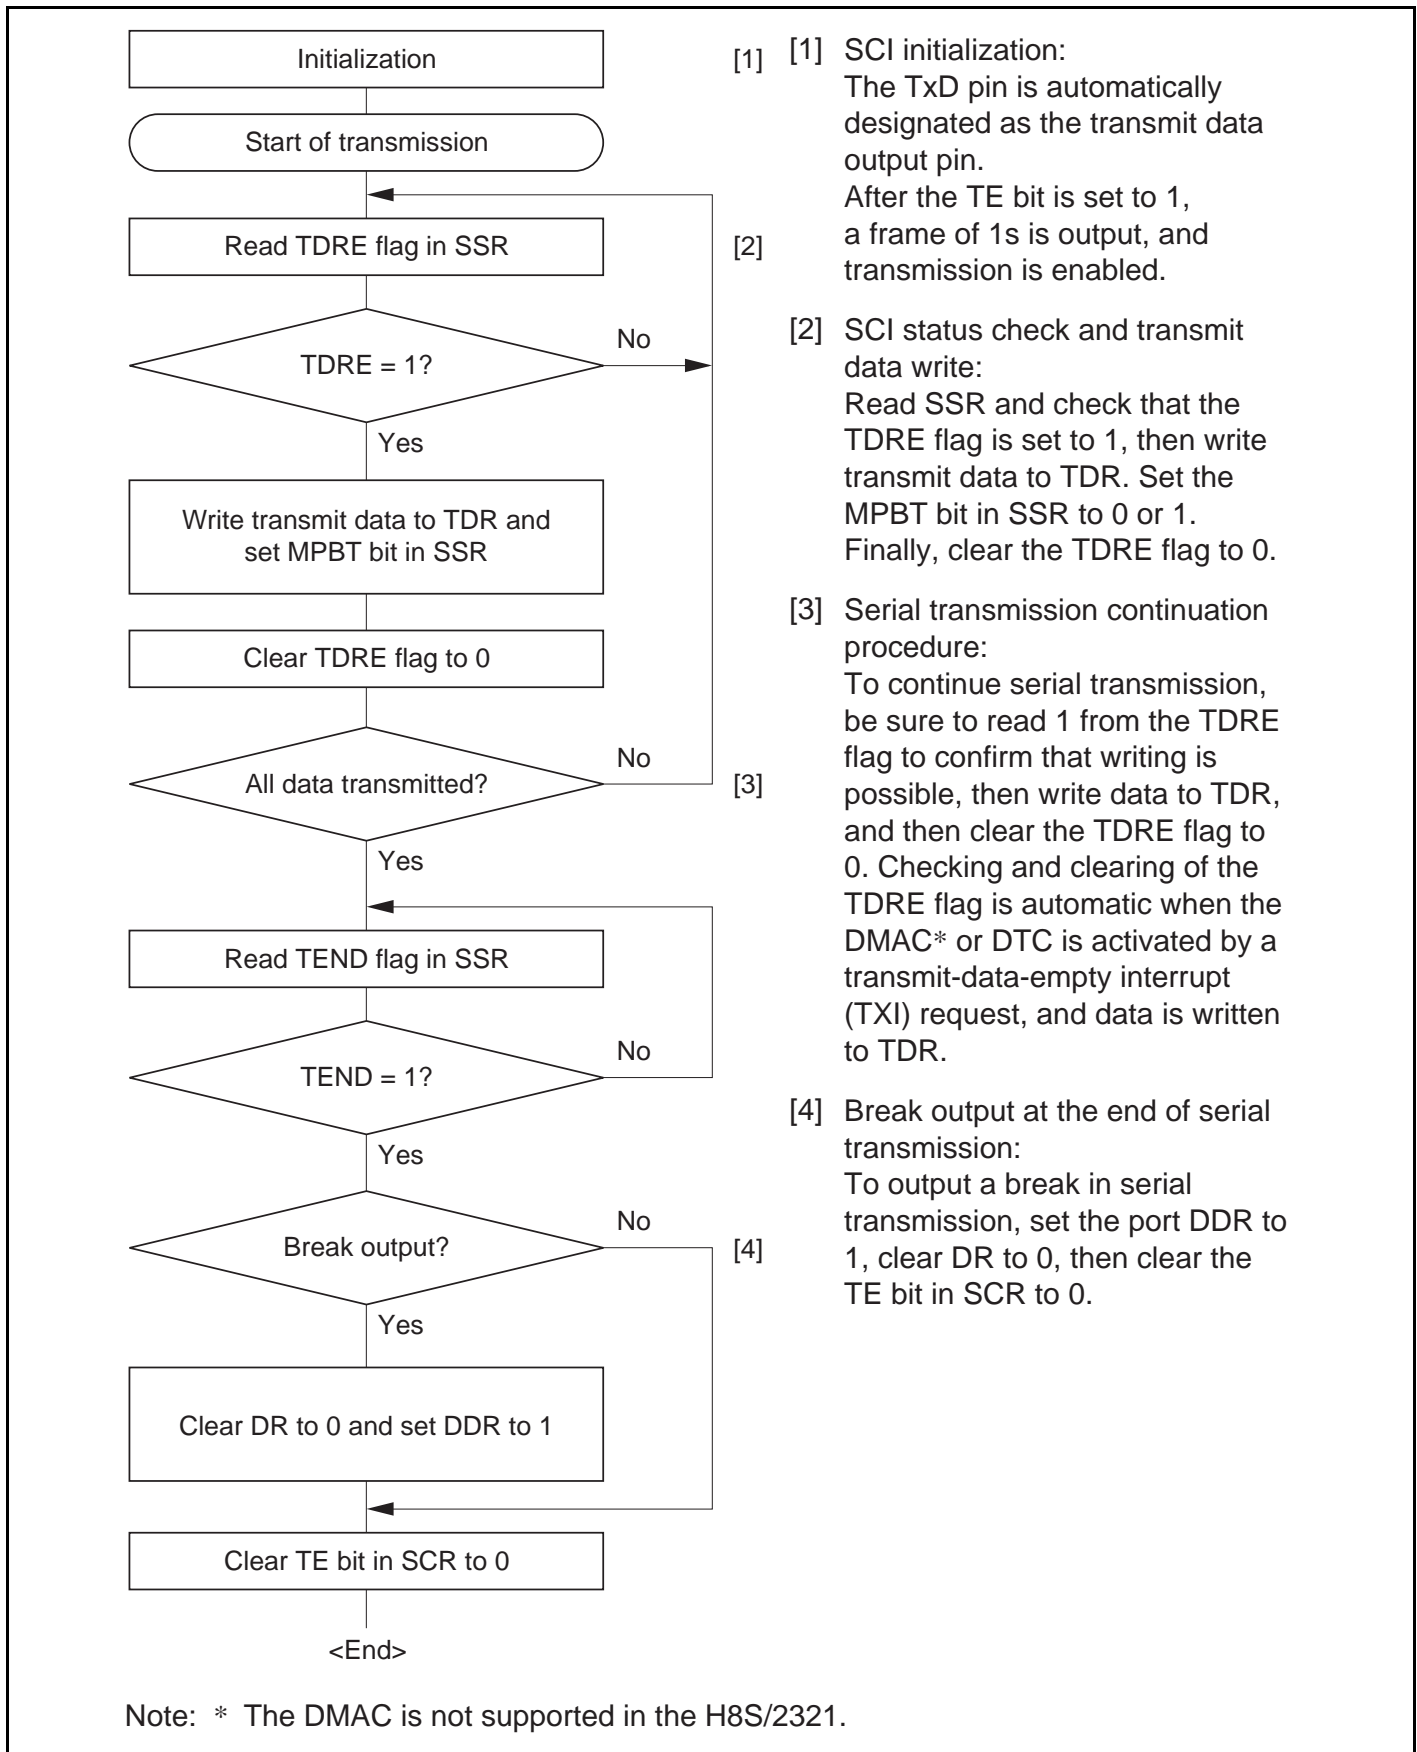 Initialization [1]
Start of transmission
Read TDRE flag in SSR [2]
TDRE = 1?
No
Yes
Write transmit data to TDR and
set MPBT bit in SSR
Clear TDRE flag to 0
All data transmitted?
No
[3]
Yes
Read TEND flag in SSR
TEND = 1?
No
Yes
Break output?
No
[4]
Yes
Clear DR to 0 and set DDR to 1
Clear TE bit in SCR to 0
<End>
[1] SCI initialization:
The TxD pin is automatically
designated as the transmit data
output pin.
After the TE bit is set to 1,
a frame of 1s is output, and
transmission is enabled.
[2] SCI status check and transmit
data write:
Read SSR and check that the
TDRE flag is set to 1, then write
transmit data to TDR. Set the
MPBT bit in SSR to 0 or 1.
Finally, clear the TDRE flag to 0.
[3] Serial transmission continuation
procedure:
To continue serial transmission,
be sure to read 1 from the TDRE
flag to confirm that writing is
possible, then write data to TDR,
and then clear the TDRE flag to
0. Checking and clearing of the
TDRE flag is automatic when the
DMAC* or DTC is activated by a
transmit-data-empty interrupt
(TXI) request, and data is written
to TDR.
[4] Break output at the end of serial
transmission:
To output a break in serial
transmission, set the port DDR to
1, clear DR to 0, then clear the
TE bit in SCR to 0.
Note: * The DMAC is not supported in the H8S/2321.